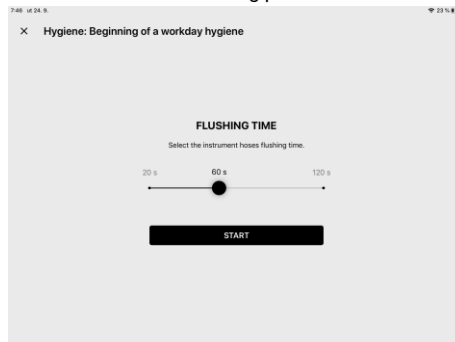 7:46 ut 24. 9.
23 %
× Hygiene: Beginning of a workday hygiene
FLUSHING TIME
Select the instrument hoses flushing time.
20 s 60 s 120 s
START